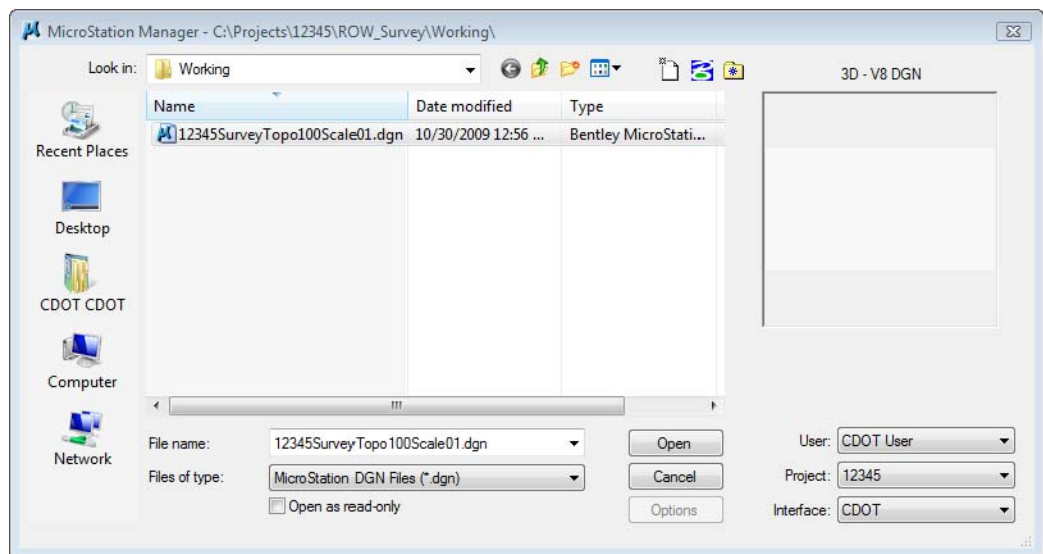 MicroStation Manager - C:\Projects\12345\ROW_Survey\Working\
Look in: Working
3D - V8 DGN
Name Date modified Type
12345SurveyTopo100Scale01.dgn 10/30/2009 12:56 ... Bentley MicroStati...
Recent Places
Desktop
CDOT CDOT
Computer
Network
File name: 12345SurveyTopo100Scale01.dgn Open
Files of type: MicroStation DGN Files (*.dgn) Cancel
Open as read-only Options
User: CDOT User
Project: 12345
Interface: CDOT